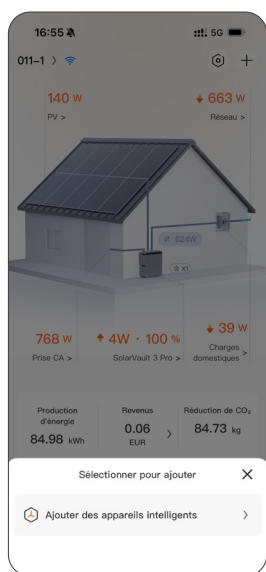 16:55 5G
011-1 >
140 W
PV >
663 W
Réseau >
624W
X1
768 W
Prise CA >
4W · 100 %
SolarVault 3 Pro >
39 W
Charges
domestiques >
Production
d'énergie
84.98 kWh
Revenus
0.06
EUR
>
Réduction de CO₂
84.73 kg
Sélectionner pour ajouter
Ajouter des appareils intelligents >